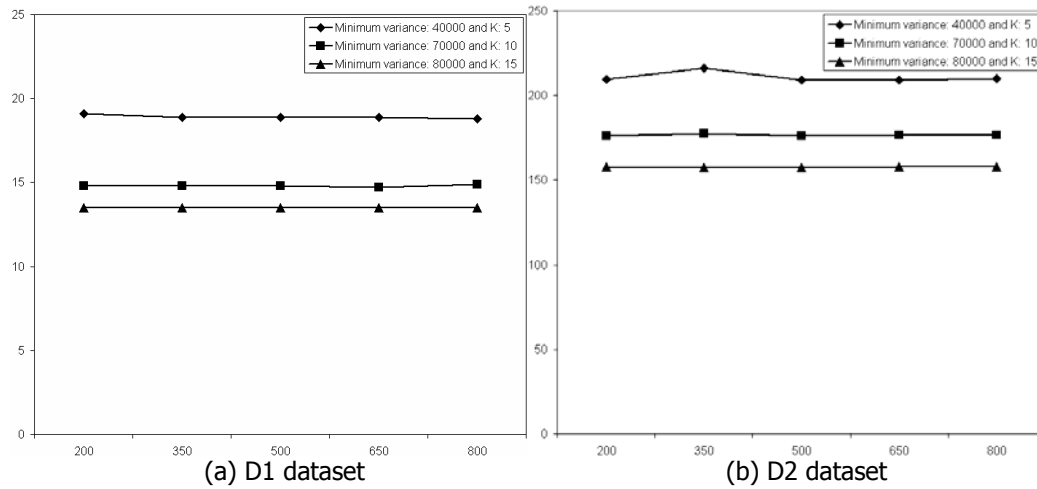 Minimum variance: 40000 and K: 5
Minimum variance: 70000 and K: 10
Minimum variance: 80000 and K: 15
25
20
15
10
5
0
200 350 500 650 800
(a) D1 dataset
Minimum variance: 40000 and K: 5
Minimum variance: 70000 and K: 10
Minimum variance: 80000 and K: 15
250
200
150
100
50
0
200 350 500 650 800
(b) D2 dataset